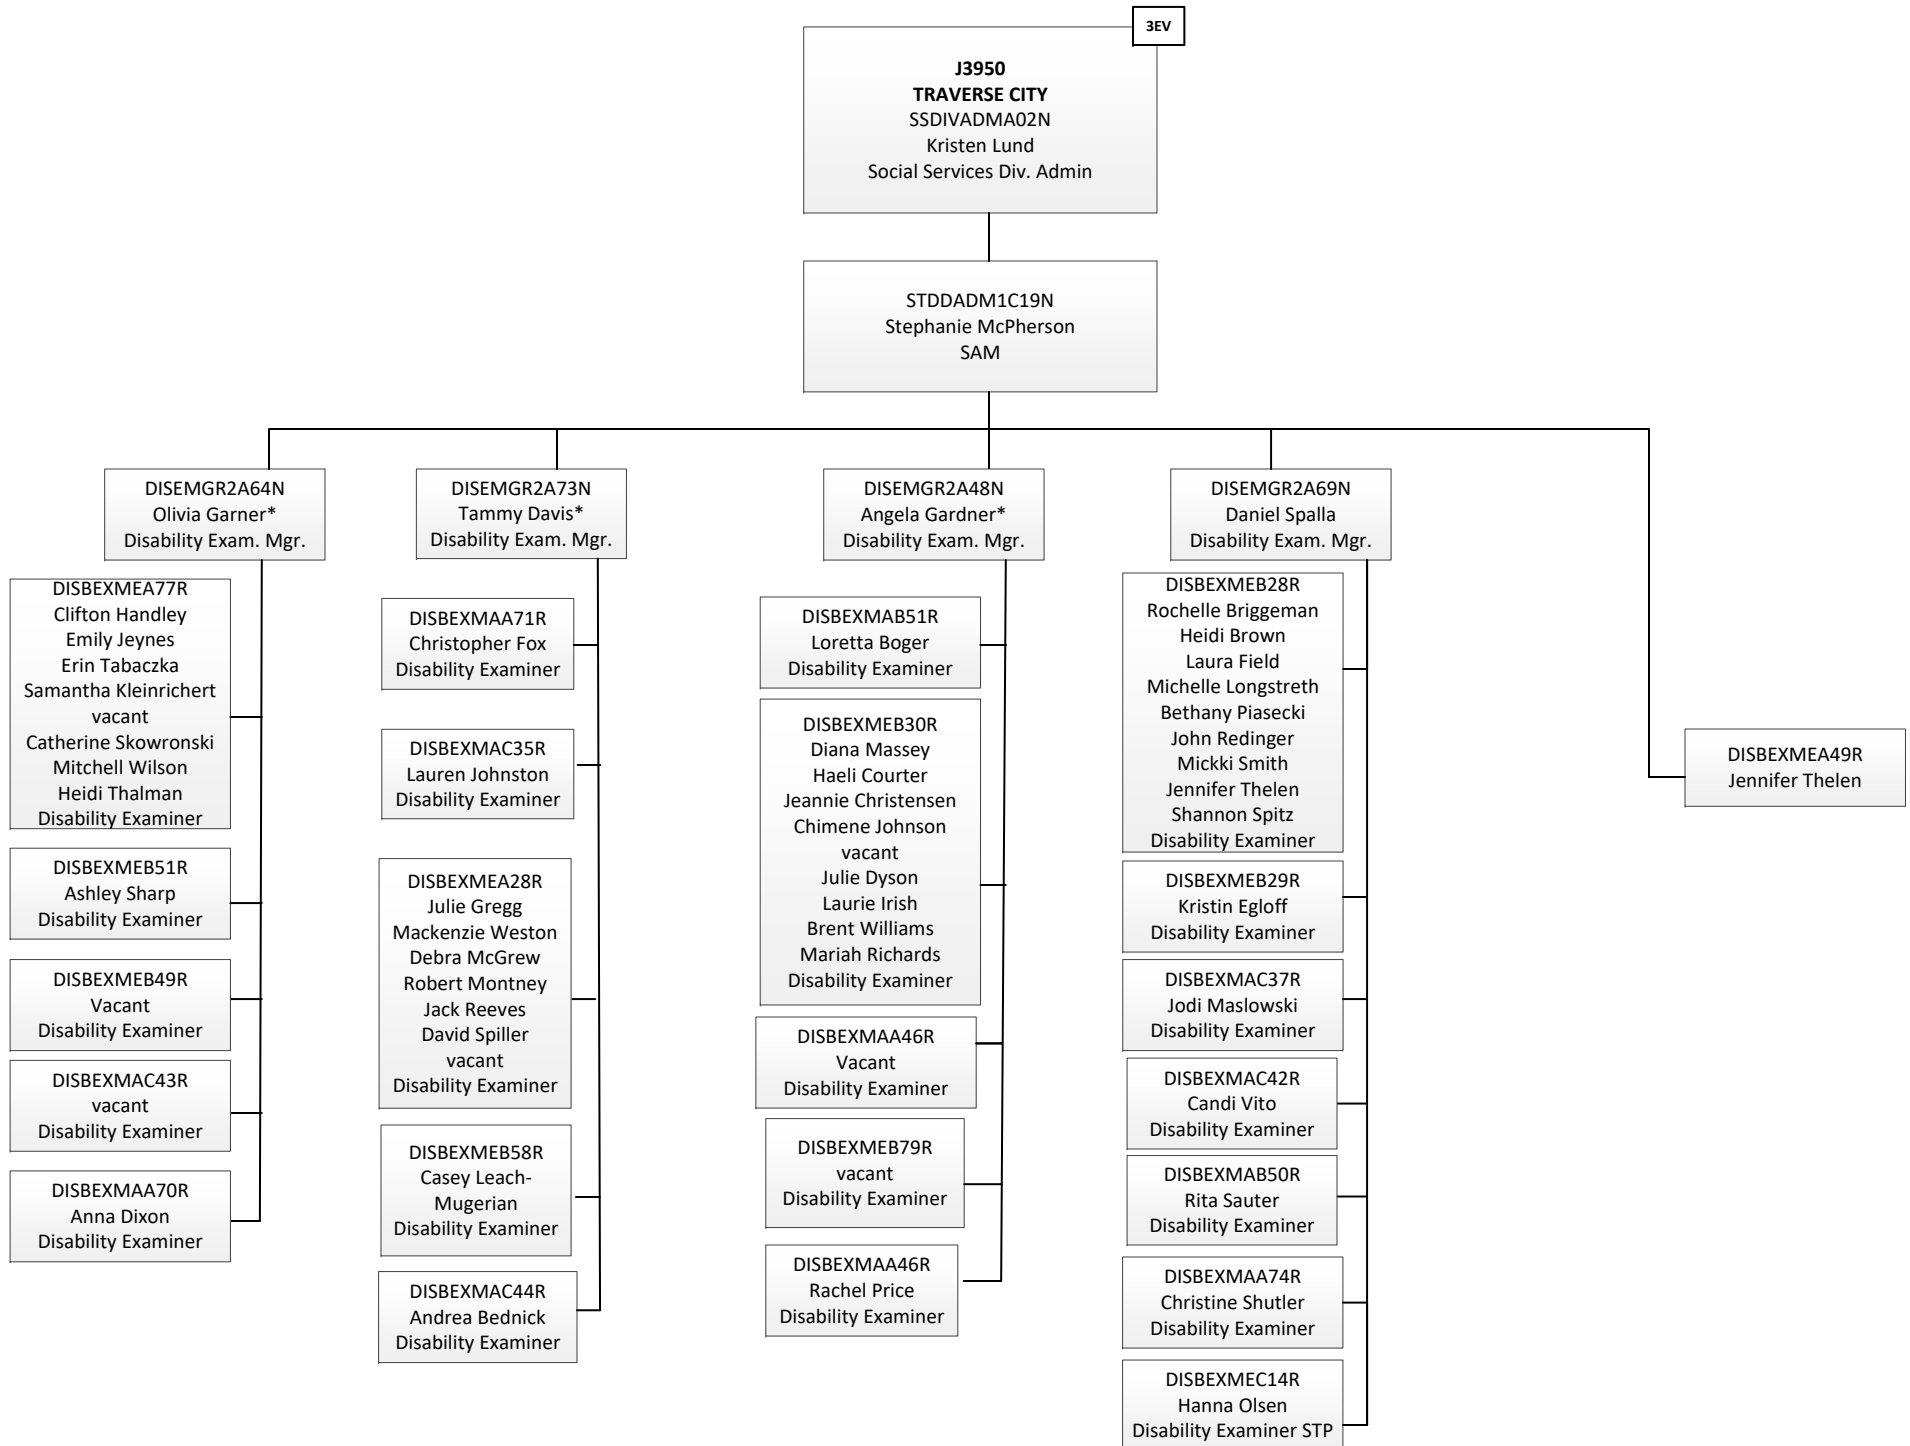 3EV
J3950
TRAVERSE CITY
SSDIVADMA02N
Kristen Lund
Social Services Div. Admin
STDDADM1C19N
Stephanie McPherson
SAM
DISEMGR2A64N
Olivia Garner*
Disability Exam. Mgr.
DISBEXMEA77R
Clifton Handley
Emily Jeynes
Erin Tabaczka
Samantha Kleinrichert
vacant
Catherine Skowronski
Mitchell Wilson
Heidi Thalman
Disability Examiner
DISBEXMEB51R
Ashley Sharp
Disability Examiner
DISBEXMEB49R
Vacant
Disability Examiner
DISBEXMAC43R
vacant
Disability Examiner
DISBEXMAA70R
Anna Dixon
Disability Examiner
DISEMGR2A73N
Tammy Davis*
Disability Exam. Mgr.
DISBEXMAA71R
Christopher Fox
Disability Examiner
DISBEXMAC35R
Lauren Johnston
Disability Examiner
DISBEXMEA28R
Julie Gregg
Mackenzie Weston
Debra McGrew
Robert Montney
Jack Reeves
David Spiller
vacant
Disability Examiner
DISBEXMEB58R
Casey Leach-
Mugerian
Disability Examiner
DISBEXMAC44R
Andrea Bednick
Disability Examiner
DISEMGR2A48N
Angela Gardner*
Disability Exam. Mgr.
DISBEXMAB51R
Loretta Boger
Disability Examiner
DISBEXMEB30R
Diana Massey
Haeli Courter
Jeannie Christensen
Chimene Johnson
vacant
Julie Dyson
Laurie Irish
Brent Williams
Mariah Richards
Disability Examiner
DISBEXMAA46R
Vacant
Disability Examiner
DISBEXMEB79R
vacant
Disability Examiner
DISBEXMAA46R
Rachel Price
Disability Examiner
DISEMGR2A69N
Daniel Spalla
Disability Exam. Mgr.
DISBEXMEB28R
Rochelle Briggeman
Heidi Brown
Laura Field
Michelle Longstreth
Bethany Piasecki
John Redinger
Mickki Smith
Jennifer Thelen
Shannon Spitz
Disability Examiner
DISBEXMEB29R
Kristin Egloff
Disability Examiner
DISBEXMAC37R
Jodi Maslowski
Disability Examiner
DISBEXMAC42R
Candi Vito
Disability Examiner
DISBEXMAB50R
Rita Sauter
Disability Examiner
DISBEXMAA74R
Christine Shutler
Disability Examiner
DISBEXMEC14R
Hanna Olsen
Disability Examiner STP
DISBEXMEA49R
Jennifer Thelen